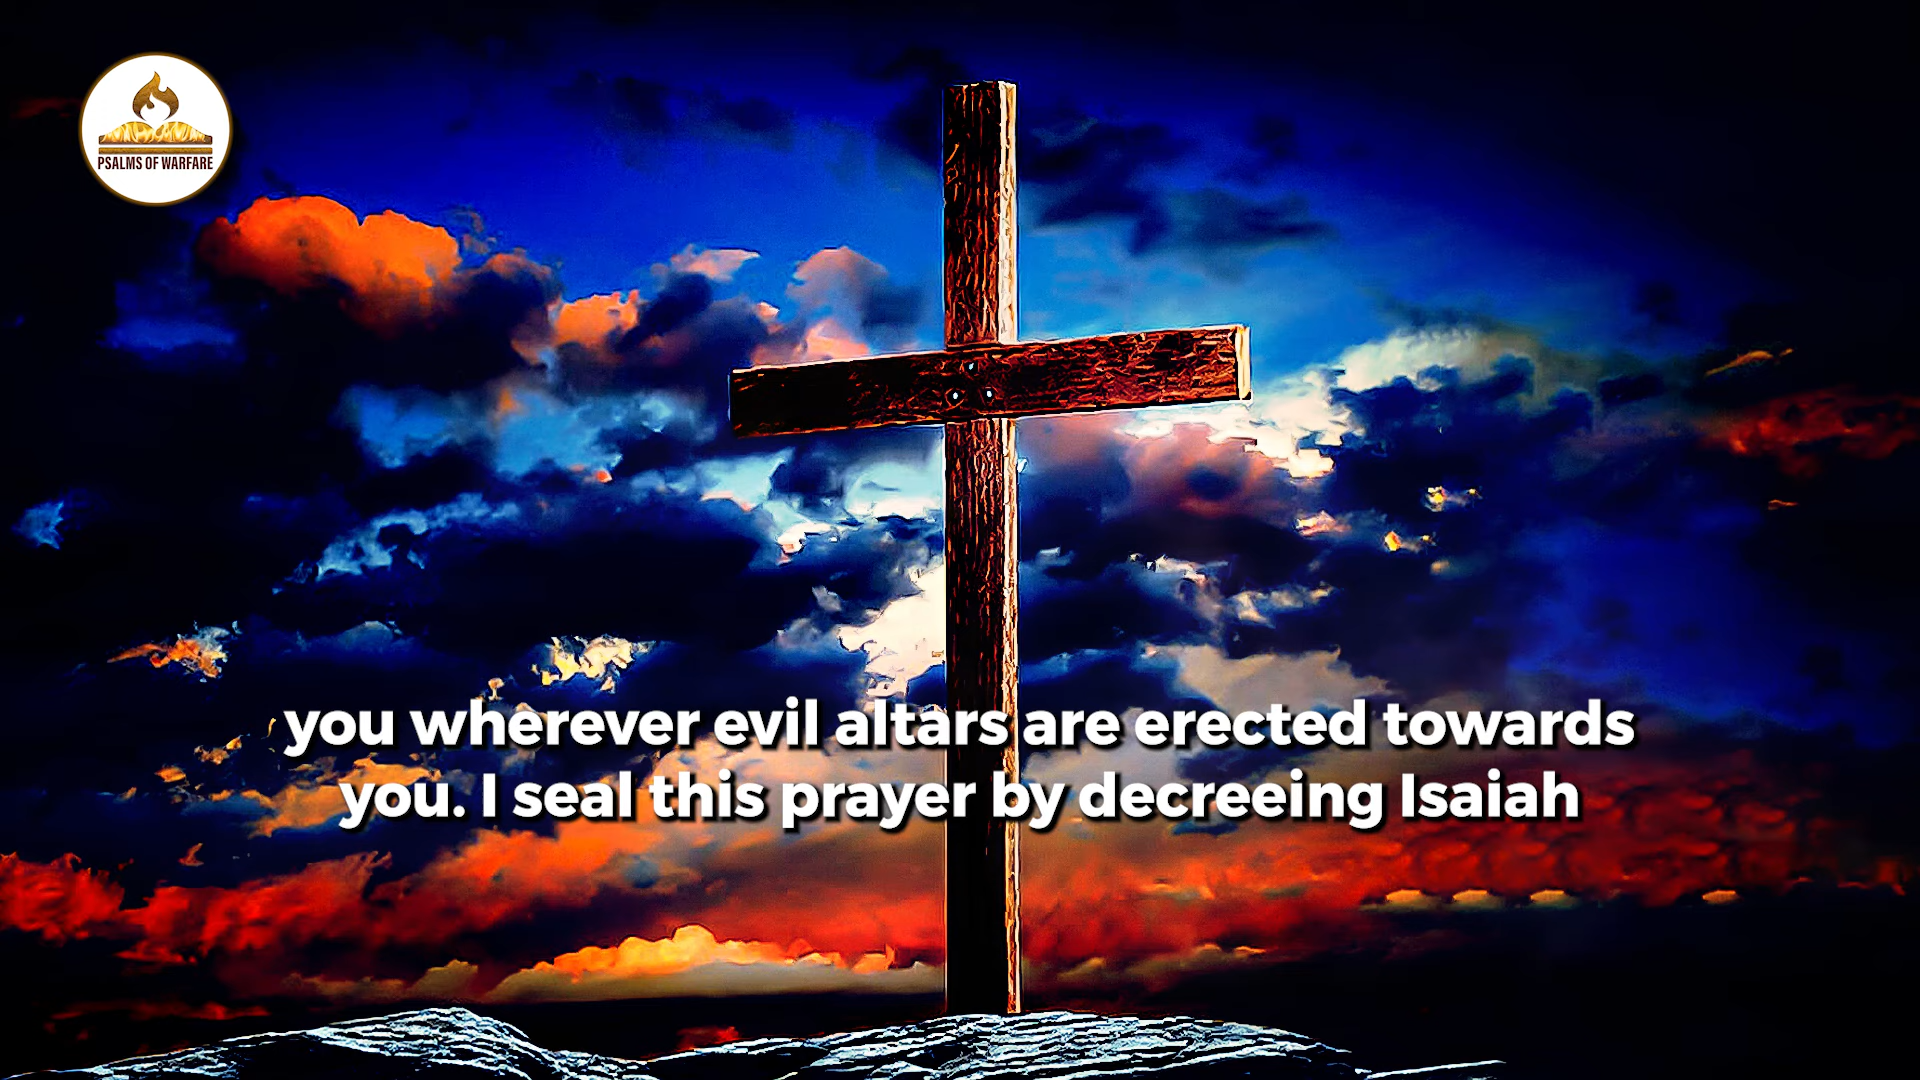 PSALMS OF WARFARE
you wherever evil altars are erected towards
you. I seal this prayer by decreeing Isaiah